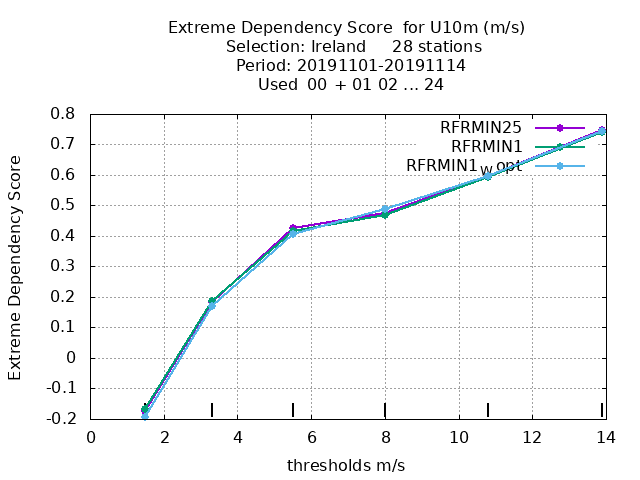 Extreme Dependency Score  for U10m (m/s)
Selection: Ireland     28 stations
Period: 20191101-20191114
Used  00  + 01 02 ... 24
RFRMIN25
RFRMIN1
RFRMIN1wopt
Extreme Dependency Score
0.8
0.7
0.6
0.5
0.4
0.3
0.2
0.1
0
-0.1
-0.2
0 2 4 6 8 10 12 14
thresholds m/s